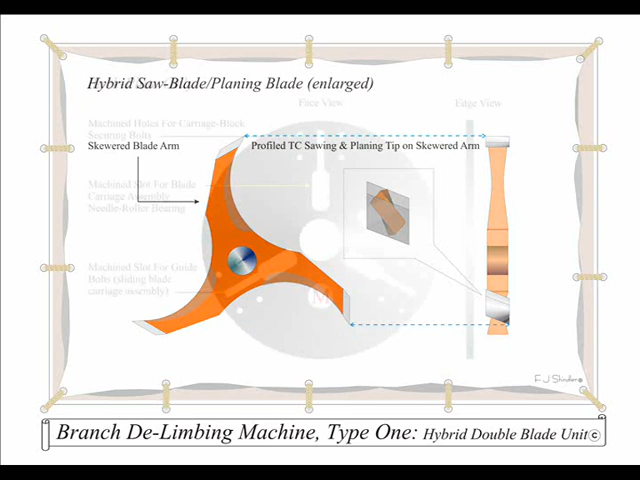 Hybrid Saw-Blade/Planing Blade (enlarged)
Face View
Edge View
Machined Holes For Carriage-Block
Securing Bolts
Skewered Blade Arm
Profiled TC Sawing & Planing Tip on Skewered Arm
Machined Slot For Blade
Carriage Assembly
Needle-Roller Bearing
Machined Slot For Guide
Bolts (sliding blade
carriage assembly)
M
F J Shindler©
Branch De-Limbing Machine, Type One: Hybrid Double Blade Unit©